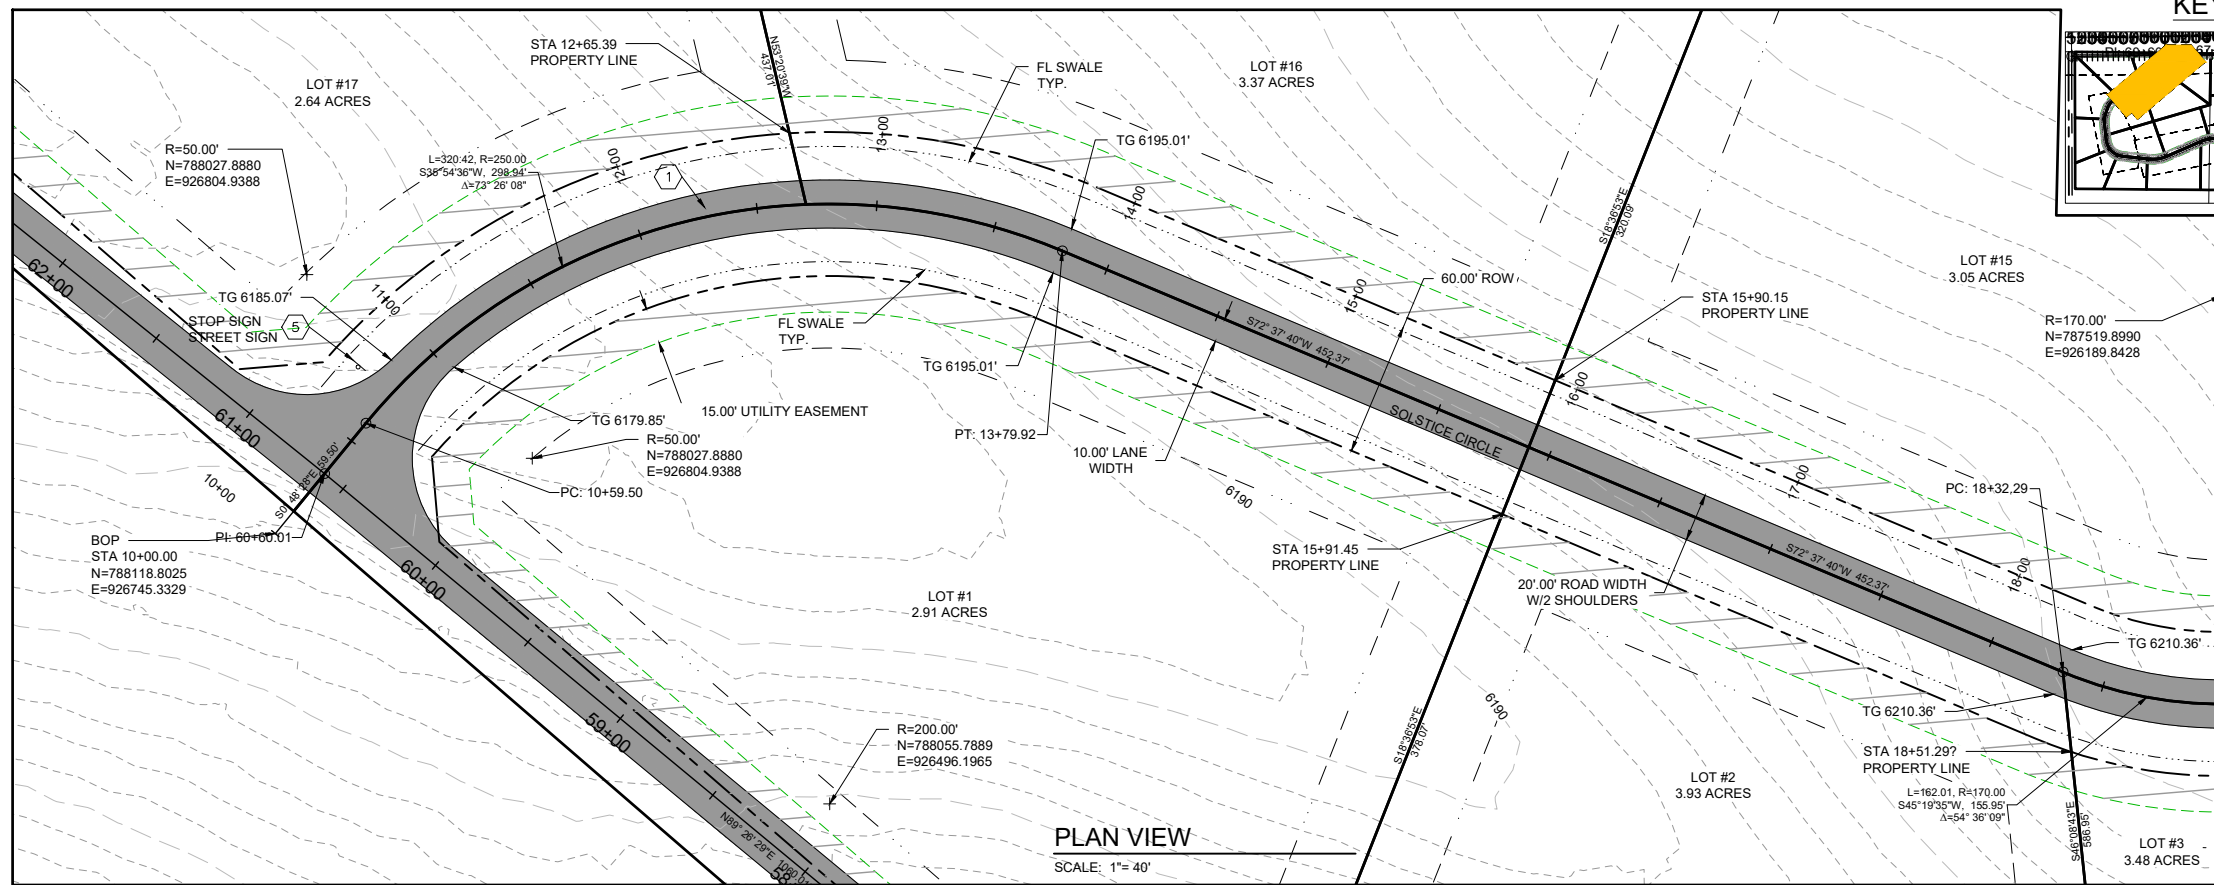 KEY
LOT #17
2.64 ACRES
STA 12+65.39
PROPERTY LINE
N53°20'39"W
437.61'
FL SWALE
TYP.
LOT #16
3.37 ACRES
R=50.00'
N=788027.8880
E=926804.9388
L=320.42, R=250.00
S35°54'36"W, 298.94'
Δ=73° 26' 08"
1
13+00
TG 6195.01'
14+00
S18°36'53"E
320.09'
LOT #15
3.05 ACRES
62+00
TG 6185.07'
11+00
STOP SIGN
STREET SIGN
5
FL SWALE
TYP.
60.00' ROW
15+00
STA 15+90.15
PROPERTY LINE
R=170.00'
N=787519.8990
E=926189.8428
S72° 37' 40"W 452.37'
TG 6195.01'
16+00
61+00
15.00' UTILITY EASEMENT
TG 6179.85'
R=50.00'
N=788027.8880
E=926804.9388
PT: 13+79.92
SOLSTICE CIRCLE
10.00' LANE
WIDTH
10+00
PC: 10+59.50
6190
17+00
PC: 18+32.29
BOP
STA 10+00.00
N=788118.8025
E=926745.3329
PI: 60+60.01
60+00
STA 15+91.45
PROPERTY LINE
S72° 37' 40"W 452.37'
18+00
20'.00' ROAD WIDTH
W/2 SHOULDERS
LOT #1
2.91 ACRES
TG 6210.36'
59+00
R=200.00'
N=788055.7889
E=926496.1965
S18°36'53"E
378.07'
6190
TG 6210.36'
STA 18+51.29?
PROPERTY LINE
LOT #2
3.93 ACRES
L=162.01, R=170.00
S45°19'35"W, 155.95'
Δ=54° 36' 09"
S46°08'43"E
586.95'
N89° 26' 29"E 1060.01'
58
PLAN VIEW
SCALE: 1"= 40'
LOT #3
3.48 ACRES